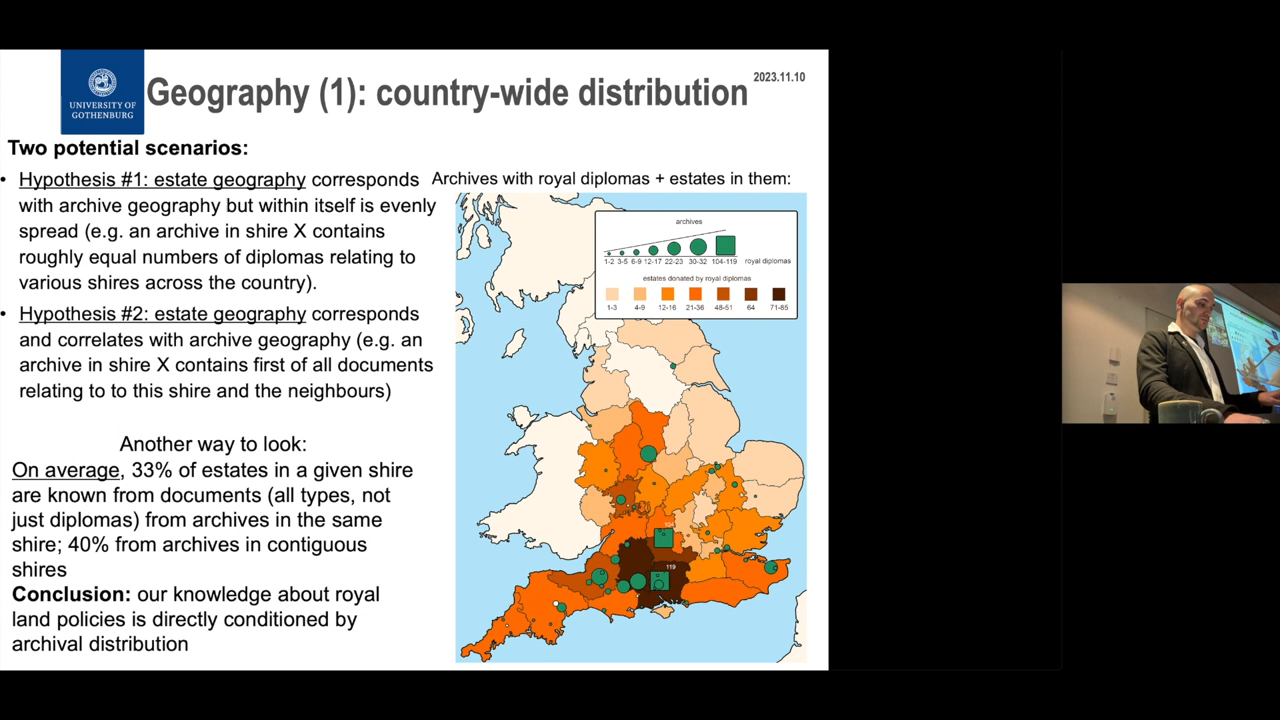 UNIVERSITY OF
GOTHENBURG
Geography (1): country-wide distribution
2023.11.10
Two potential scenarios:
• Hypothesis #1: estate geography corresponds
with archive geography but within itself is evenly
spread (e.g. an archive in shire X contains
roughly equal numbers of diplomas relating to
various shires across the country).
• Hypothesis #2: estate geography corresponds
and correlates with archive geography (e.g. an
archive in shire X contains first of all documents
relating to to this shire and the neighbours)
Another way to look:
On average, 33% of estates in a given shire
are known from documents (all types, not
just diplomas) from archives in the same
shire; 40% from archives in contiguous
shires
Conclusion: our knowledge about royal
land policies is directly conditioned by
archival distribution
Archives with royal diplomas + estates in them:
archives
1-2 3-5 6-9 12-17 22-23 30-32 104-119 royal diplomas
estates donated by royal diplomas
1-3 4-9 12-16 21-36 48-51 64 71-85
104
119